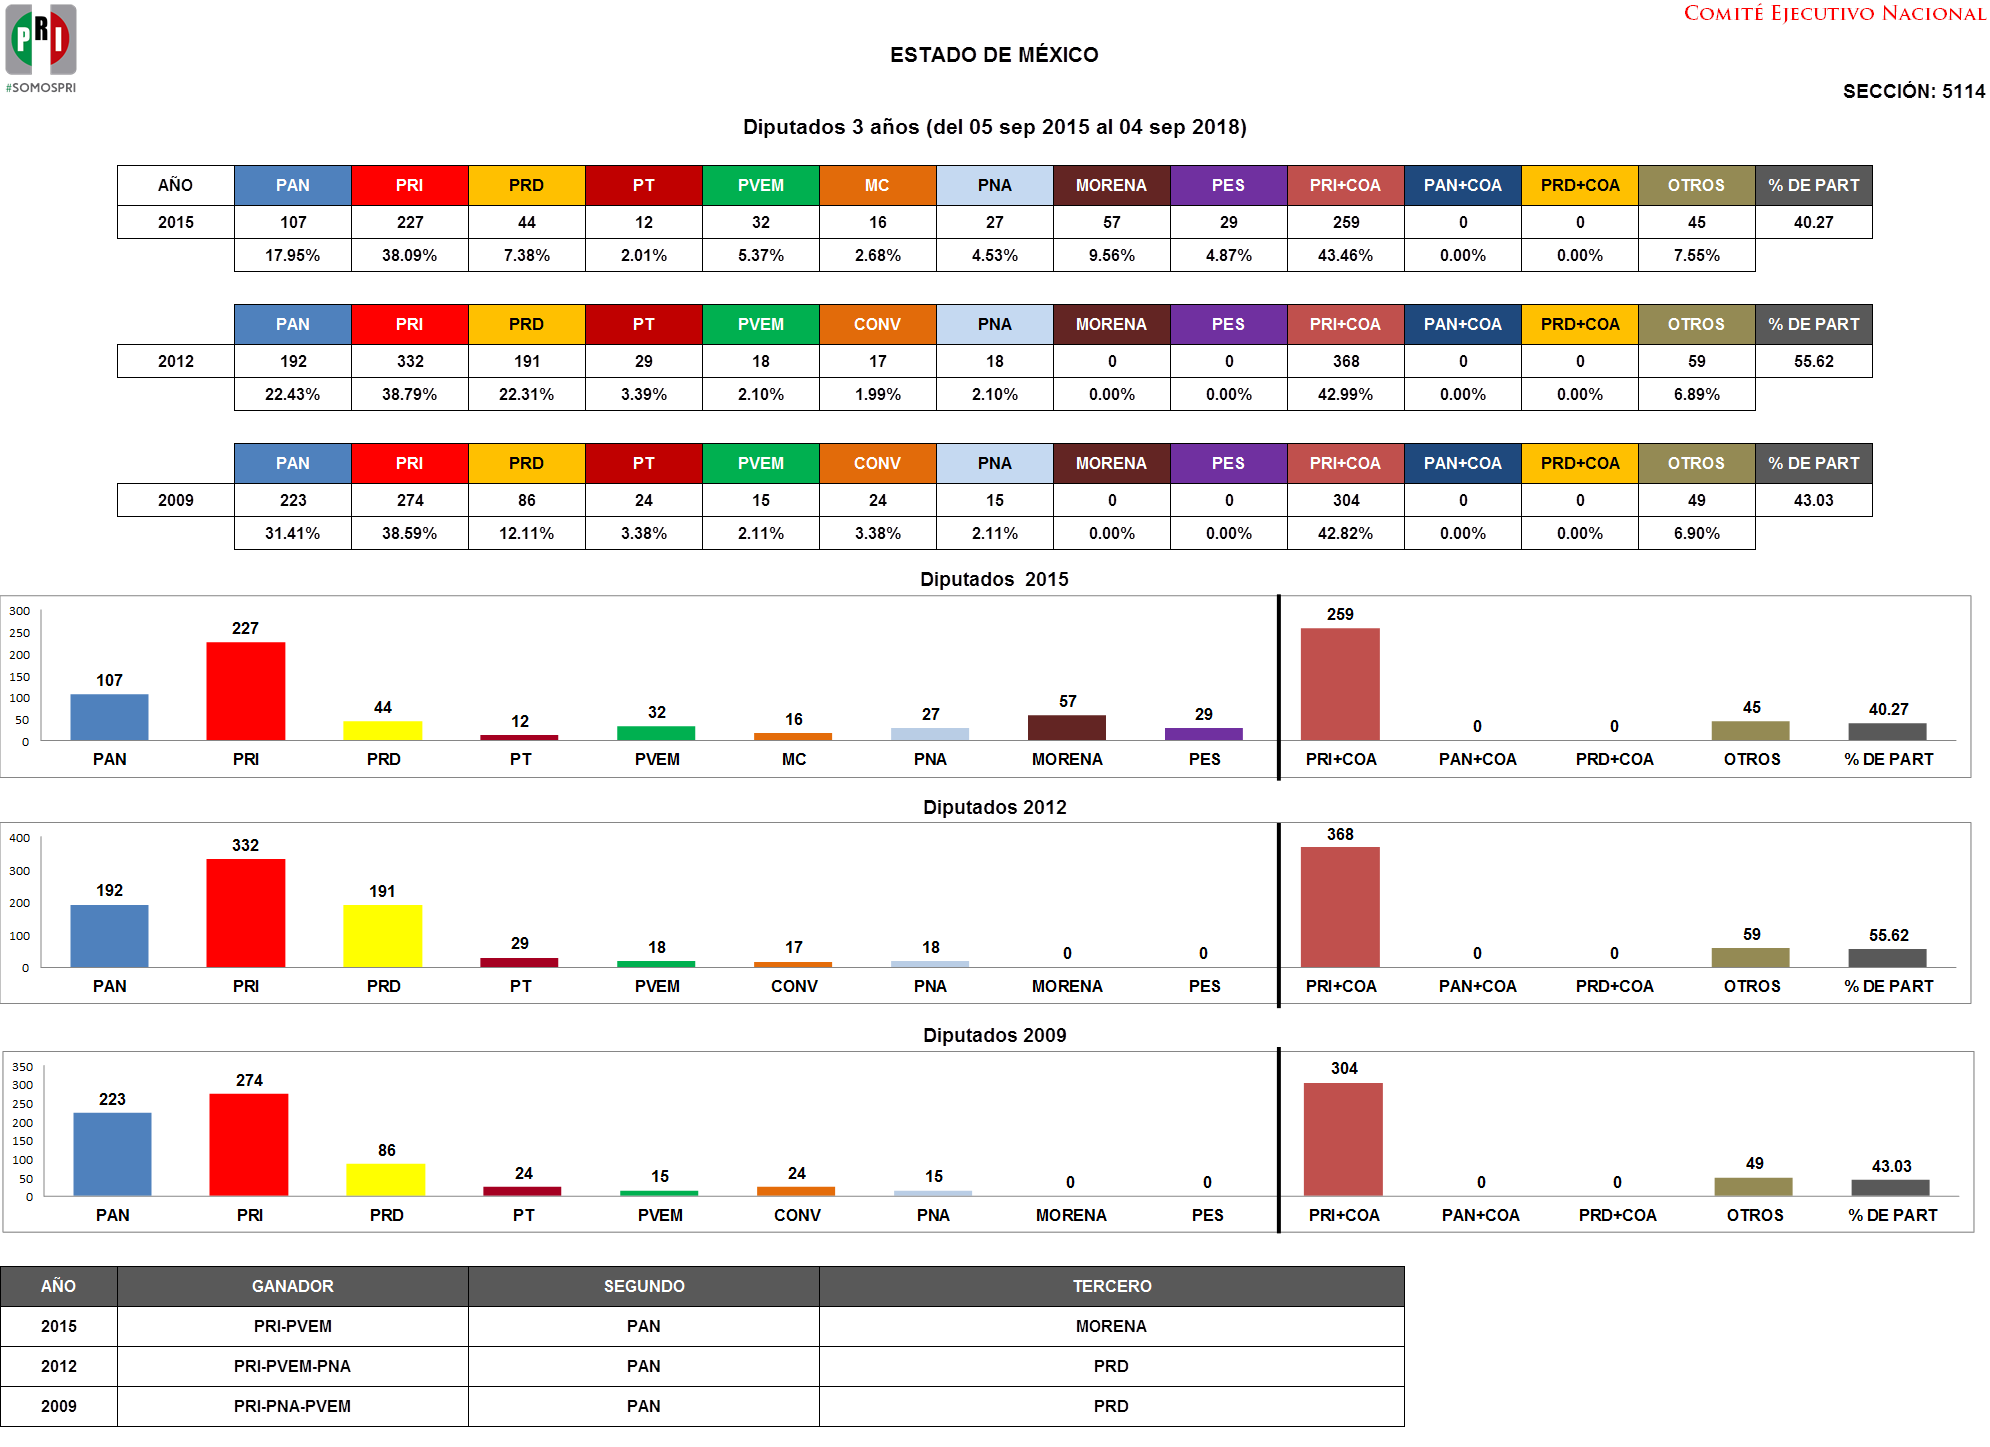 PRI
#SOMOSPRI
COMITÉ EJECUTIVO NACIONAL
ESTADO DE MÉXICO
SECCIÓN: 5114
Diputados 3 años (del 05 sep 2015 al 04 sep 2018)
AÑO PAN PRI PRD PT PVEM MC PNA MORENA PES PRI+COA PAN+COA PRD+COA OTROS % DE PART
2015 107 227 44 12 32 16 27 57 29 259 0 0 45 40.27
17.95% 38.09% 7.38% 2.01% 5.37% 2.68% 4.53% 9.56% 4.87% 43.46% 0.00% 0.00% 7.55%
PAN PRI PRD PT PVEM CONV PNA MORENA PES PRI+COA PAN+COA PRD+COA OTROS % DE PART
2012 192 332 191 29 18 17 18 0 0 368 0 0 59 55.62
22.43% 38.79% 22.31% 3.39% 2.10% 1.99% 2.10% 0.00% 0.00% 42.99% 0.00% 0.00% 6.89%
PAN PRI PRD PT PVEM CONV PNA MORENA PES PRI+COA PAN+COA PRD+COA OTROS % DE PART
2009 223 274 86 24 15 24 15 0 0 304 0 0 49 43.03
31.41% 38.59% 12.11% 3.38% 2.11% 3.38% 2.11% 0.00% 0.00% 42.82% 0.00% 0.00% 6.90%
Diputados 2015
300
250
200
150
100
50
0
107 227 44 12 32 16 27 57 29 259 0 0 45 40.27
PAN PRI PRD PT PVEM MC PNA MORENA PES PRI+COA PAN+COA PRD+COA OTROS % DE PART
Diputados 2012
400
300
200
100
0
192 332 191 29 18 17 18 0 0 368 0 0 59 55.62
PAN PRI PRD PT PVEM CONV PNA MORENA PES PRI+COA PAN+COA PRD+COA OTROS % DE PART
Diputados 2009
350
300
250
200
150
100
50
0
223 274 86 24 15 24 15 0 0 304 0 0 49 43.03
PAN PRI PRD PT PVEM CONV PNA MORENA PES PRI+COA PAN+COA PRD+COA OTROS % DE PART
AÑO GANADOR SEGUNDO TERCERO
2015 PRI-PVEM PAN MORENA
2012 PRI-PVEM-PNA PAN PRD
2009 PRI-PNA-PVEM PAN PRD